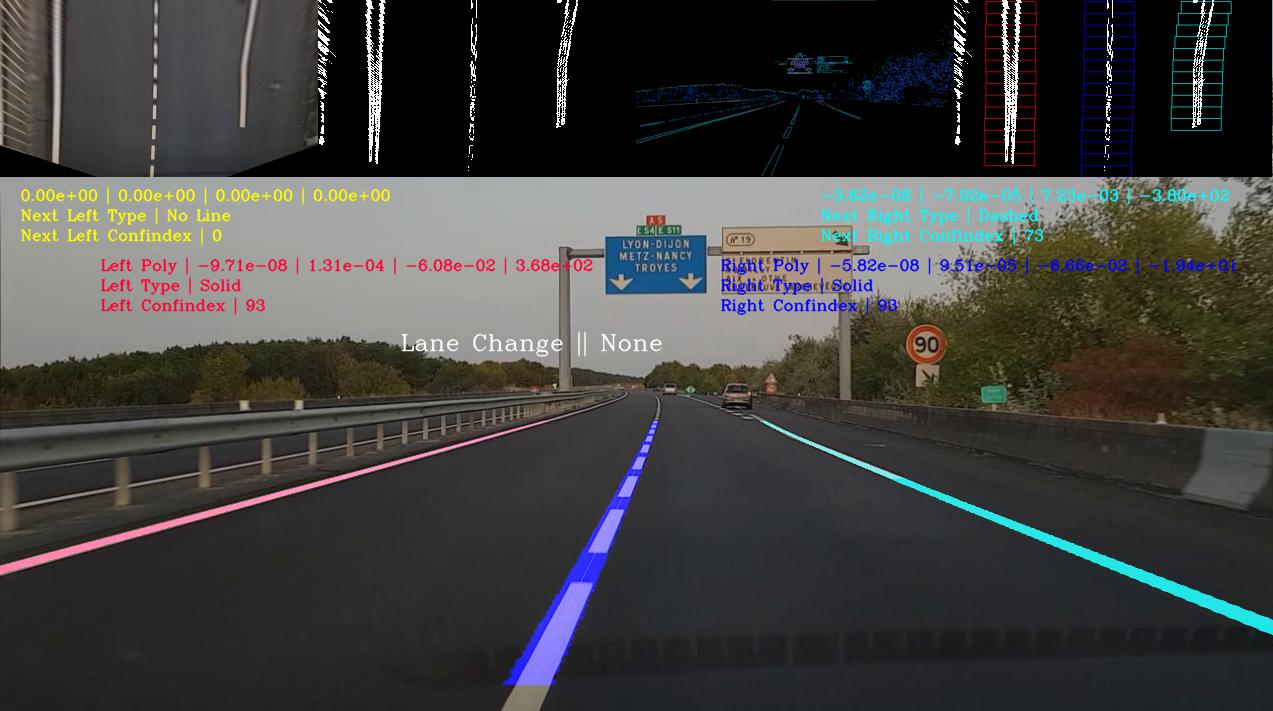 0.00e+00 | 0.00e+00 | 0.00e+00 | 0.00e+00
Next Left Type | No Line
Next Left Confindex | 0
−3.62e−08 | −7.92e−05 | 7.23e−03 | −3.80e+02
Next Right Type | Dashed
Next Right Confindex | 73
Left Poly | −9.71e−08 | 1.31e−04 | −6.08e−02 | 3.68e+02
Left Type | Solid
Left Confindex | 93
Right Poly | −5.82e−08 | 9.51e−05 | −6.66e−02 | −1.94e+01
Right Type | Solid
Right Confindex | 93
Lane Change || None
A 5
E 54 E 511
LYON-DIJON
METZ-NANCY
TROYES
n° 19
90